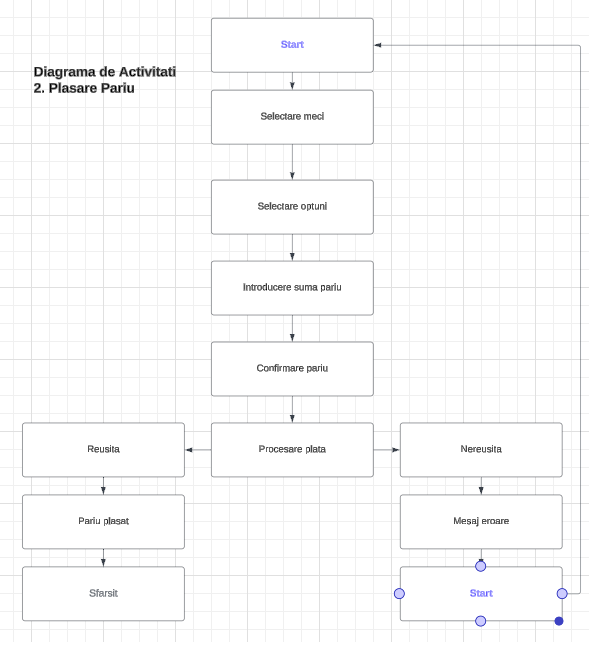 Start
Diagrama de Activitati
2. Plasare Pariu
Selectare meci
Selectare optuni
Introducere suma pariu
Confirmare pariu
Reusita
Procesare plata
Nereusita
Pariu plasat
Mesaj eroare
Sfarsit
Start